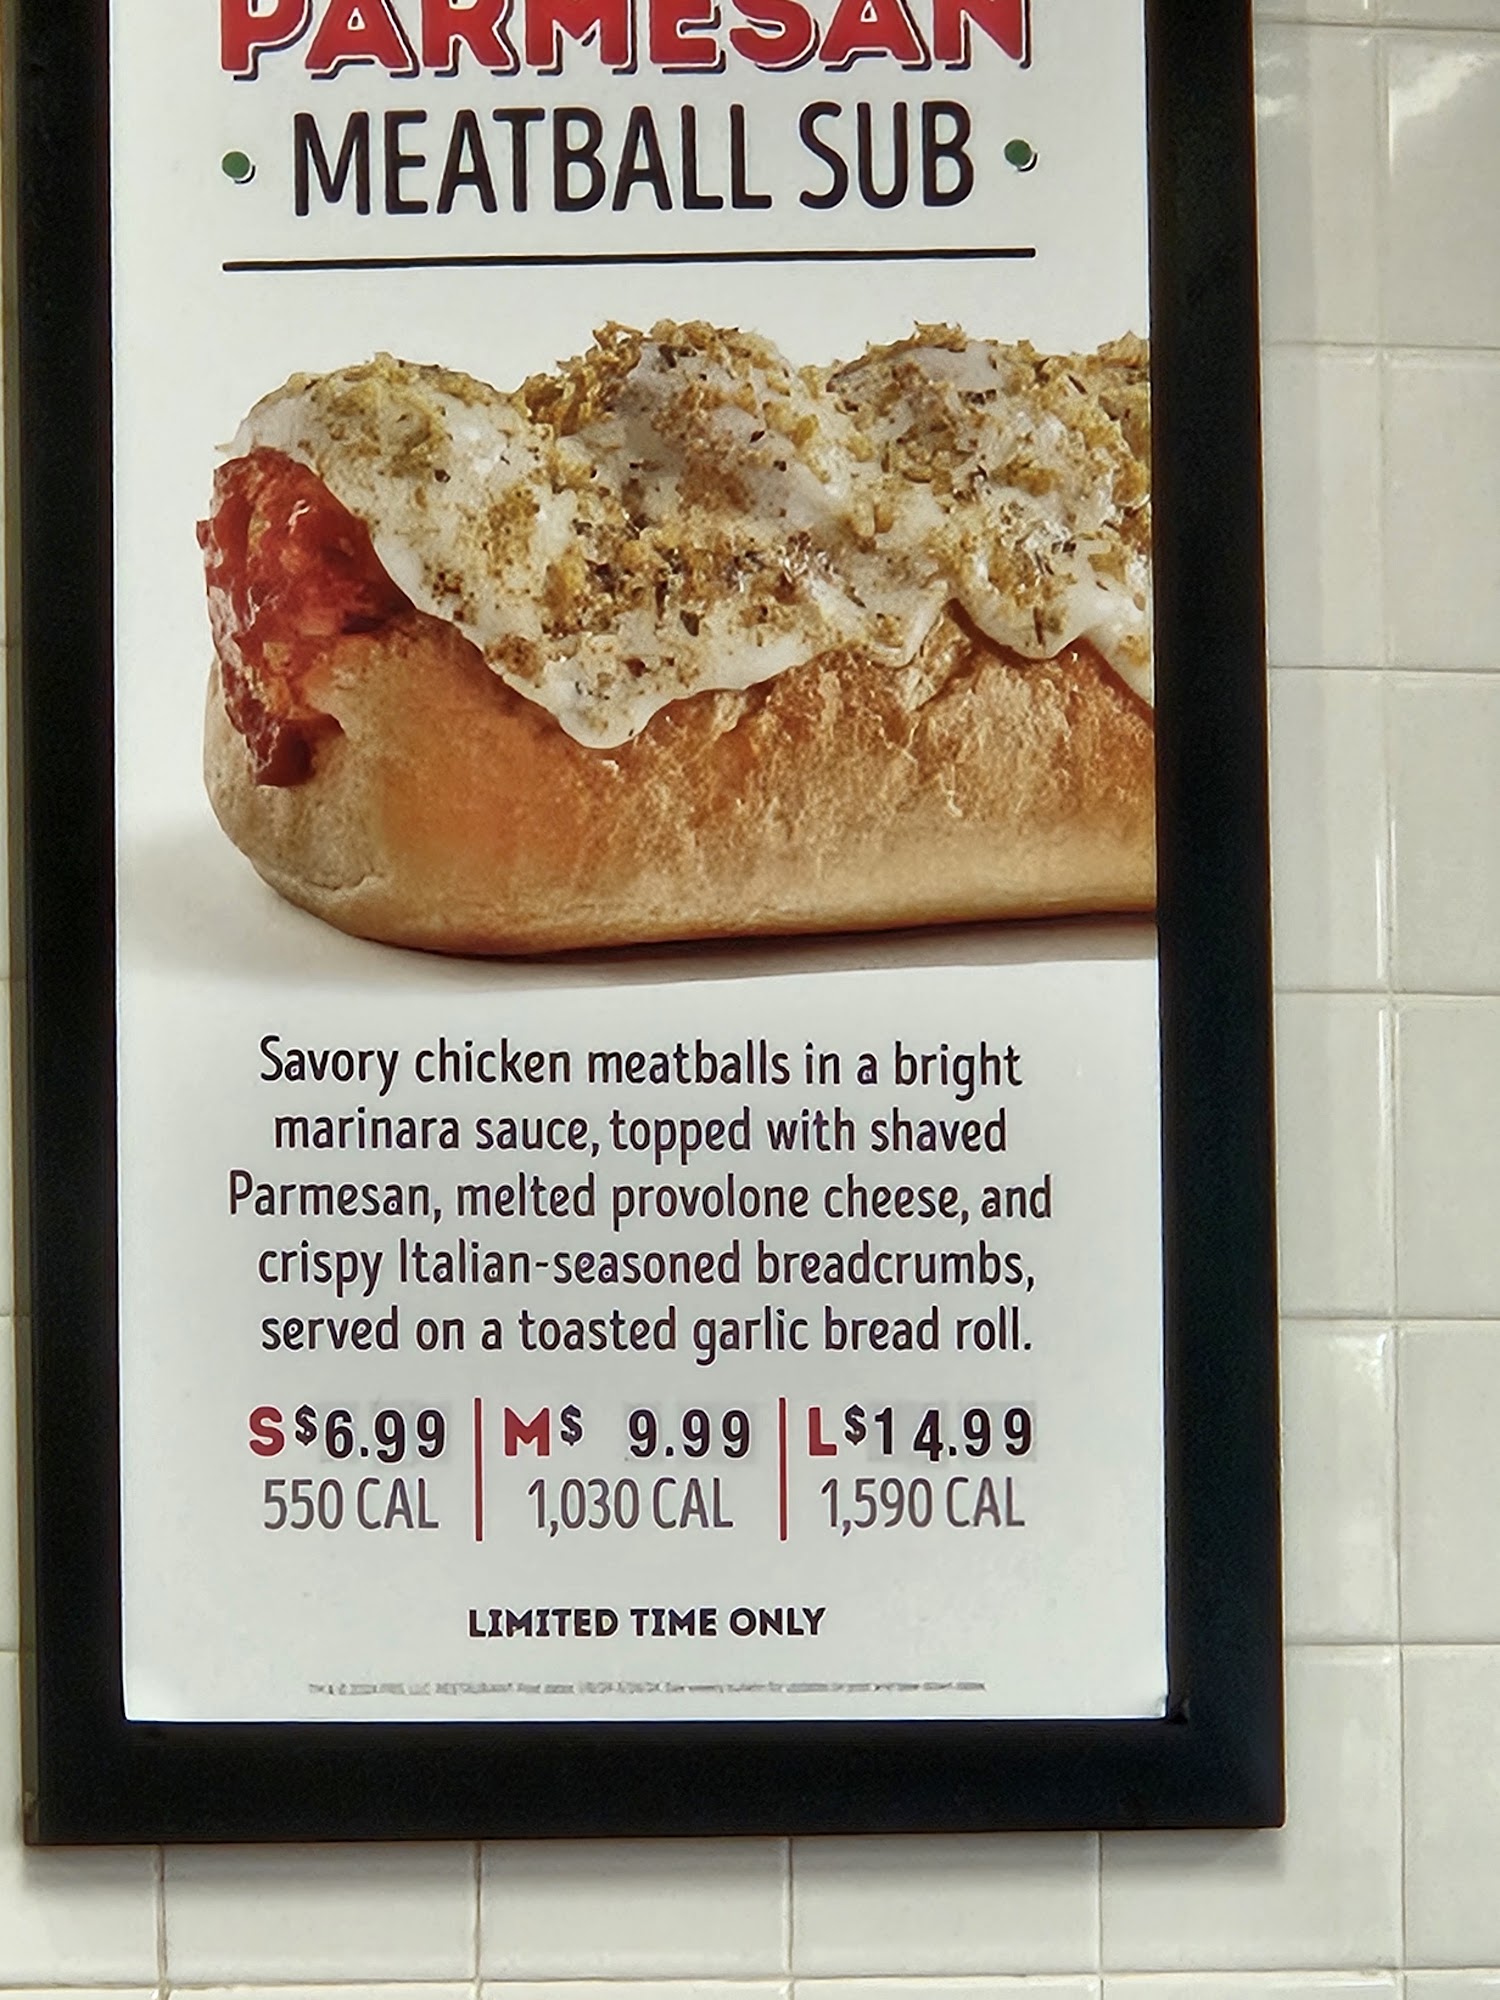 PARMESAN
• MEATBALL SUB •
Savory chicken meatballs in a bright
marinara sauce, topped with shaved
Parmesan, melted provolone cheese, and
crispy Italian-seasoned breadcrumbs,
served on a toasted garlic bread roll.
S $6.99 | M $ 9.99 | L $14.99
550 CAL | 1,030 CAL | 1,590 CAL
LIMITED TIME ONLY